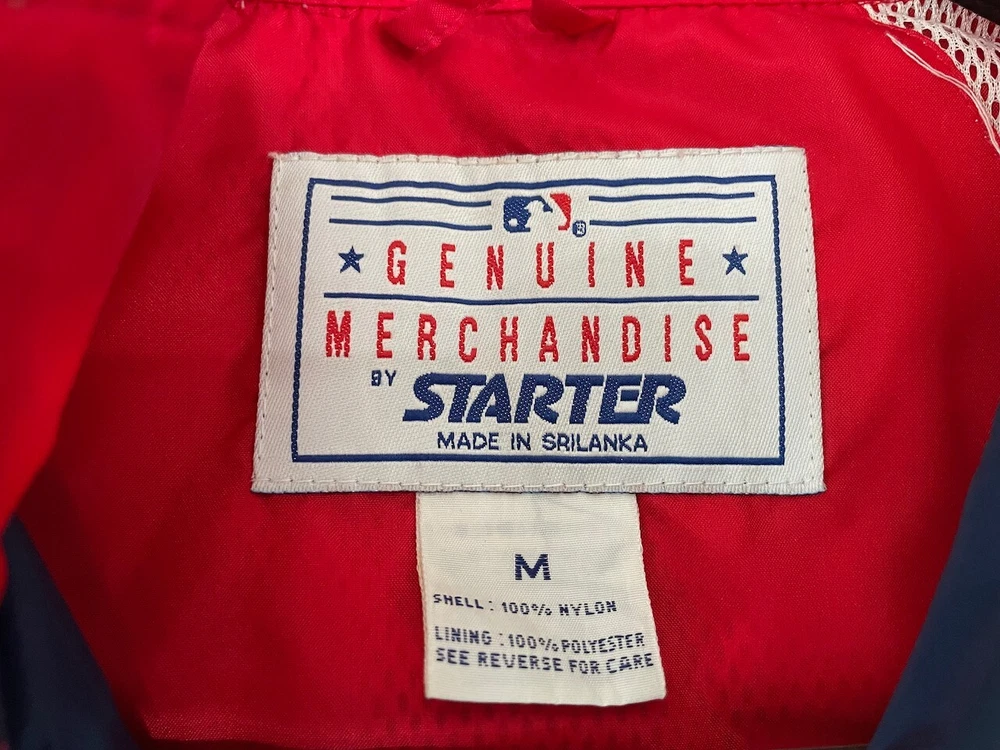 GENUINE
MERCHANDISE
BY STARTER
MADE IN SRILANKA
M
SHELL : 100% NYLON
LINING : 100% POLYESTER
SEE REVERSE FOR CARE